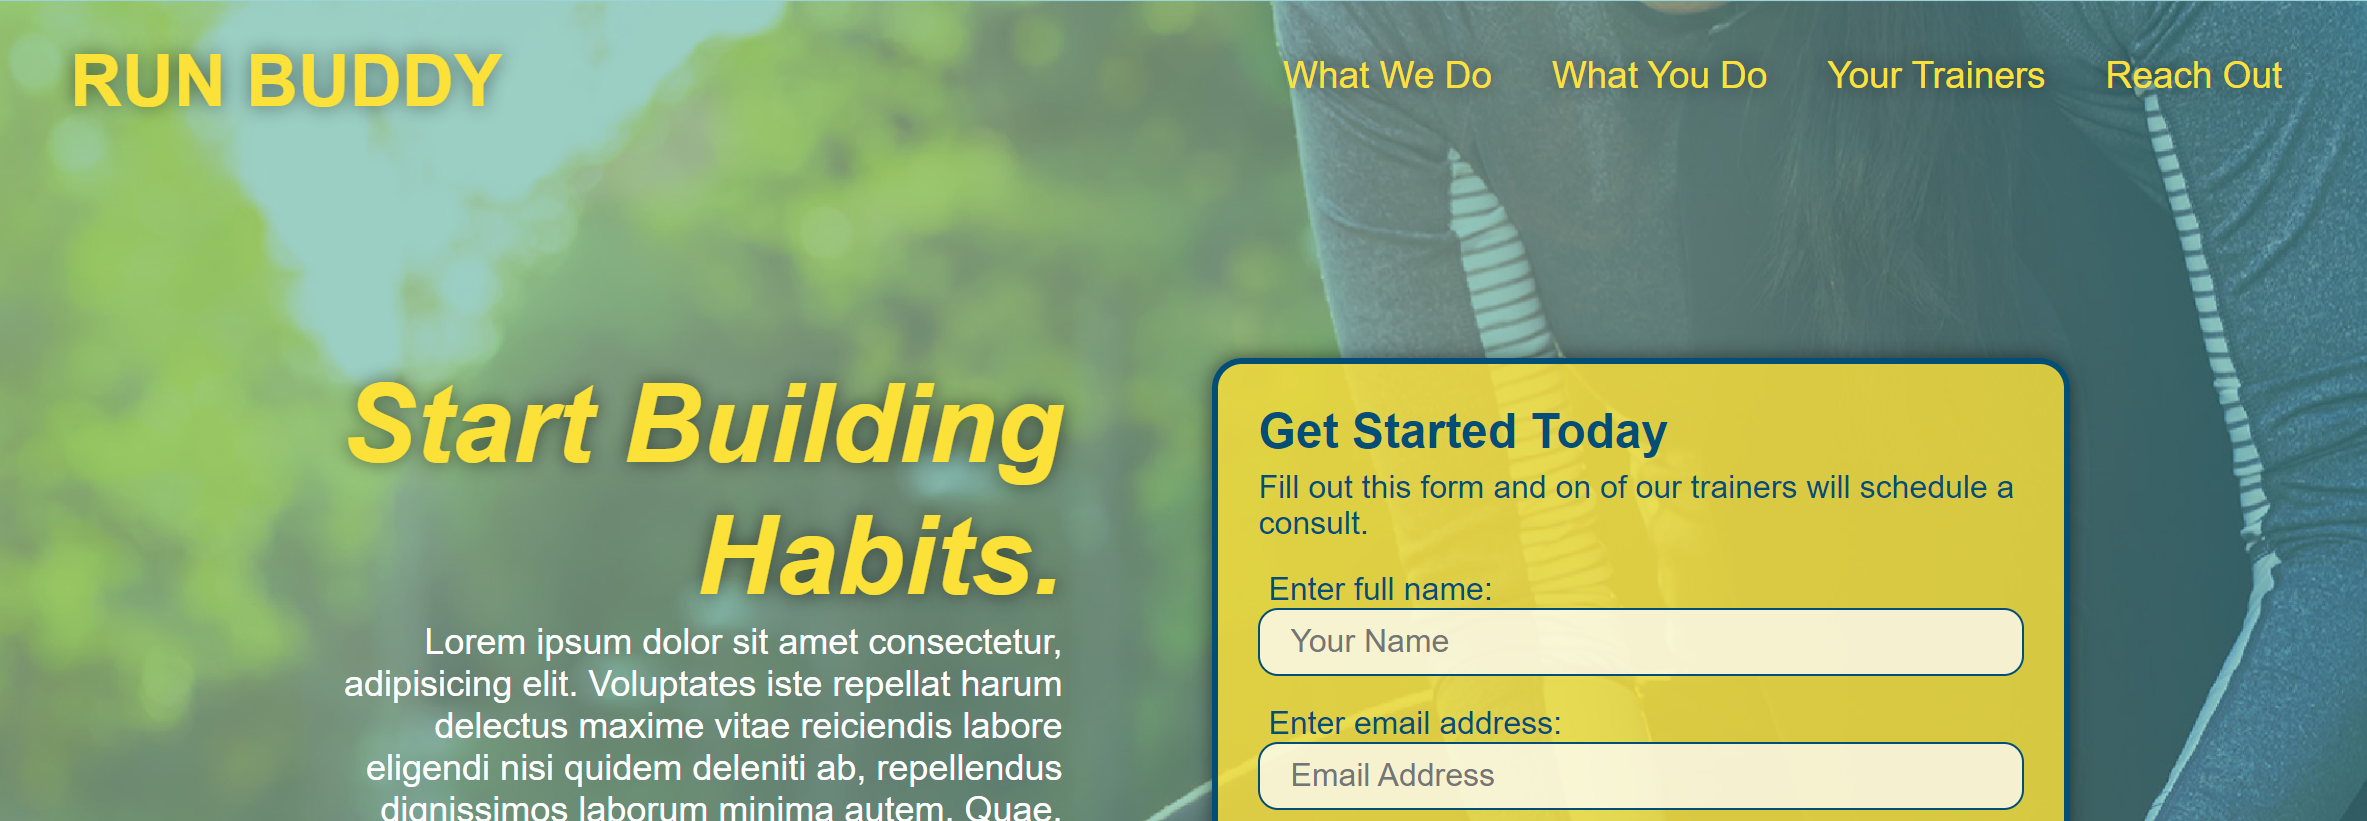 RUN BUDDY
What We Do
What You Do
Your Trainers
Reach Out
Start Building
Habits.
Lorem ipsum dolor sit amet consectetur,
adipisicing elit. Voluptates iste repellat harum
delectus maxime vitae reiciendis labore
eligendi nisi quidem deleniti ab, repellendus
dignissimos laborum minima autem. Quae,
Get Started Today
Fill out this form and on of our trainers will schedule a
consult.
Enter full name:
Your Name
Enter email address:
Email Address